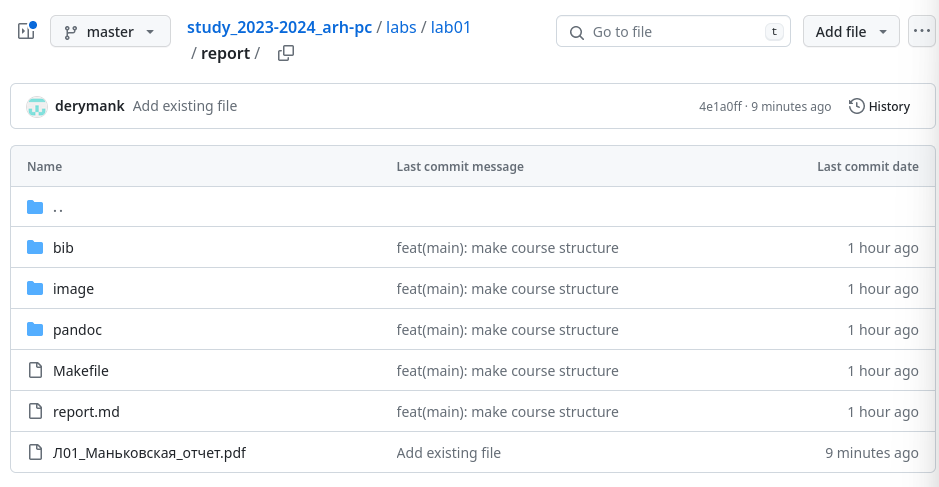 master study_2023-2024_arh-pc / labs / lab01 Go to file t Add file ...
/ report /
derymank Add existing file 4e1a0ff · 9 minutes ago History
Name Last commit message Last commit date
..
bib feat(main): make course structure 1 hour ago
image feat(main): make course structure 1 hour ago
pandoc feat(main): make course structure 1 hour ago
Makefile feat(main): make course structure 1 hour ago
report.md feat(main): make course structure 1 hour ago
Л01_Маньковская_отчет.pdf Add existing file 9 minutes ago